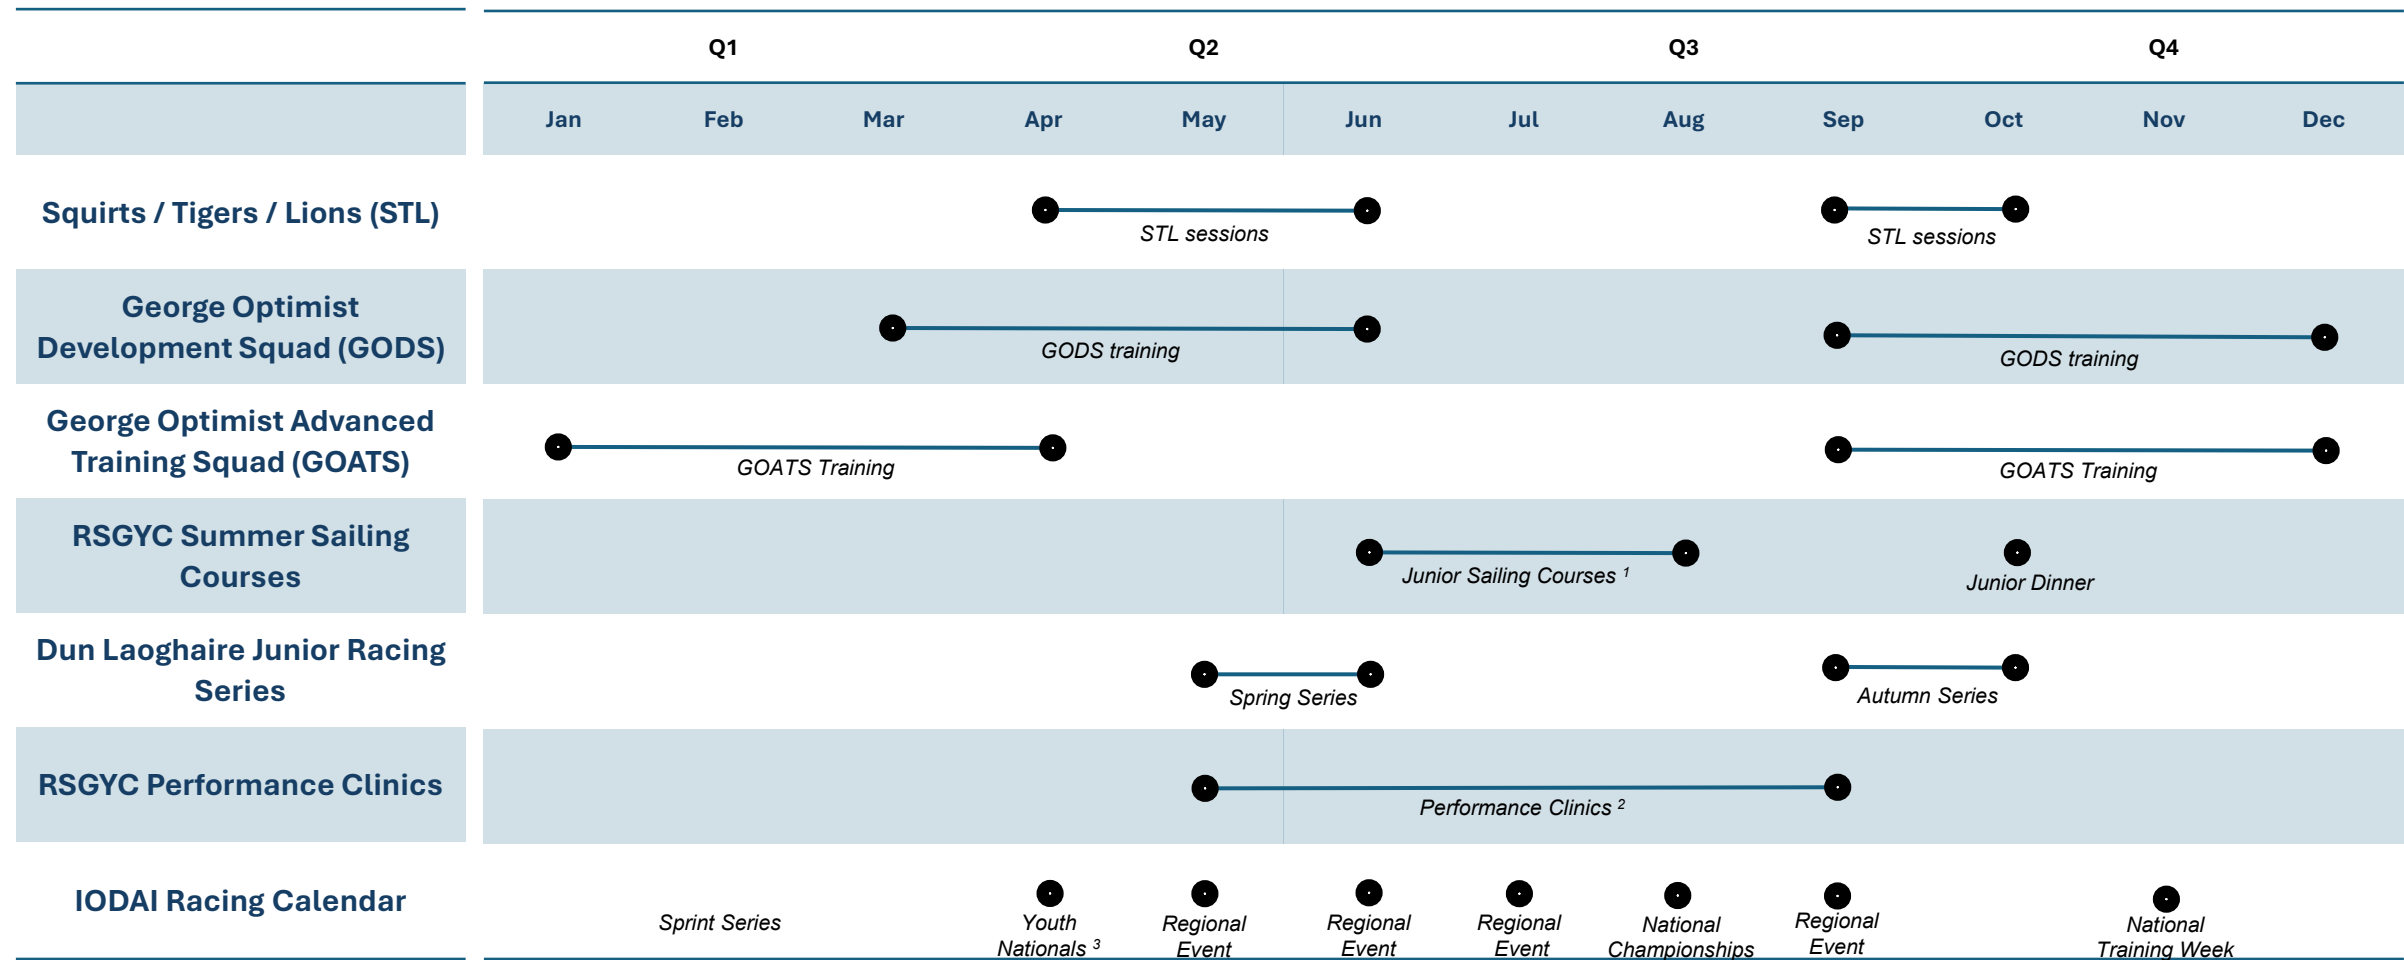 Q1 Q2 Q3 Q4
Jan Feb Mar Apr May Jun Jul Aug Sep Oct Nov Dec
Squirts / Tigers / Lions (STL)
STL sessions
STL sessions
George Optimist
Development Squad (GODS)
GODS training
GODS training
George Optimist Advanced
Training Squad (GOATS)
GOATS Training
GOATS Training
RSGYC Summer Sailing
Courses
Junior Sailing Courses ¹
Junior Dinner
Dun Laoghaire Junior Racing
Series
Spring Series
Autumn Series
RSGYC Performance Clinics
Performance Clinics ²
IODAI Racing Calendar
Sprint Series
Youth
Nationals ³
Regional
Event
Regional
Event
Regional
Event
National
Championships
Regional
Event
National
Training Week